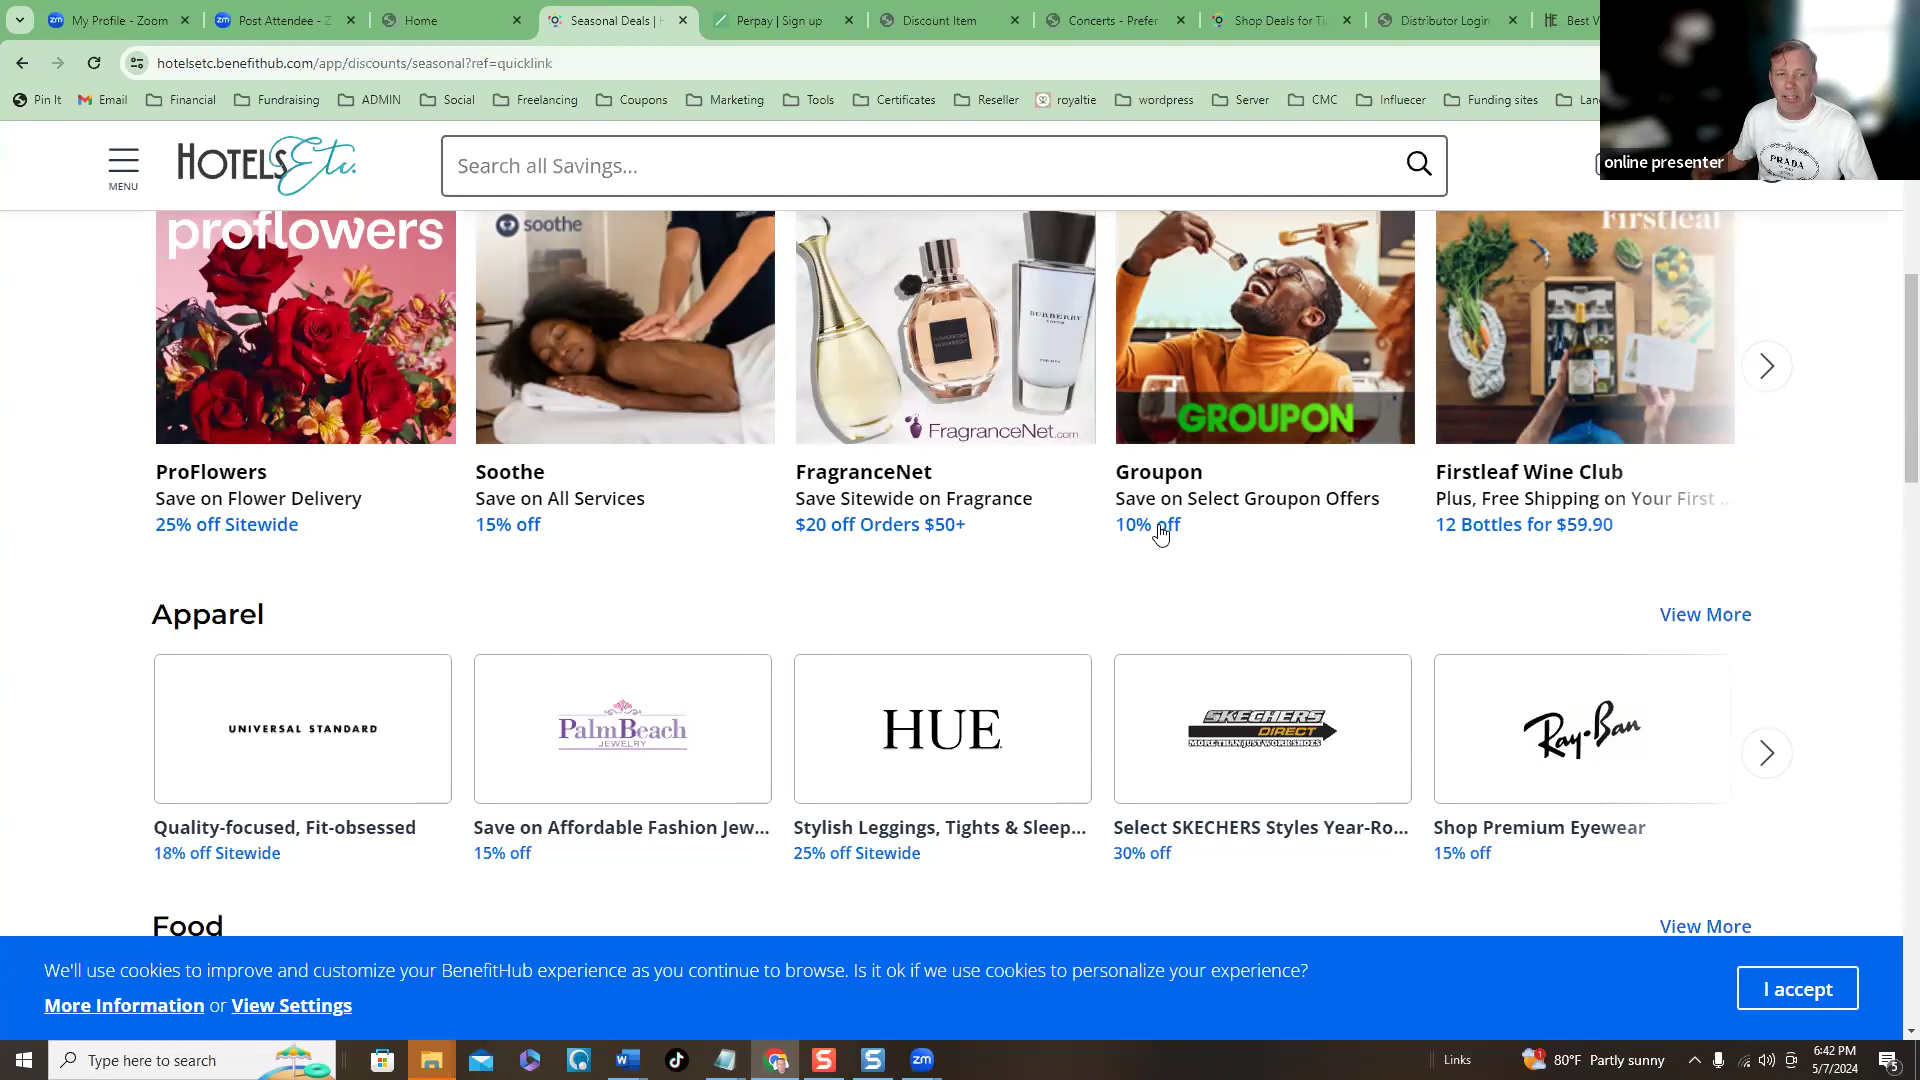 My Profile - Zoom
Post Attendee - Z
Home
Seasonal Deals | H
Perpay | Sign up
Discount Item
Concerts - Prefer
Shop Deals for Ti
Distributor Login
Best V
hotelsetc.benefithub.com/app/discounts/seasonal?ref=quicklink
Pin It
Email
Financial
Fundraising
ADMIN
Social
Freelancing
Coupons
Marketing
Tools
Certificates
Reseller
royaltie
wordpress
Server
CMC
Influecer
Funding sites
Lan
online presenter
PRADA
MENU
HOTELSEtc.
Search all Savings...
proflowers
soothe
BURBERRY
FragranceNet.com
GROUPON
Firstleaf
ProFlowers
Save on Flower Delivery
25% off Sitewide
Soothe
Save on All Services
15% off
FragranceNet
Save Sitewide on Fragrance
$20 off Orders $50+
Groupon
Save on Select Groupon Offers
10% off
Firstleaf Wine Club
Plus, Free Shipping on Your First ...
12 Bottles for $59.90
Apparel
View More
UNIVERSAL STANDARD
PalmBeach
JEWELRY
HUE
SKECHERS
DIRECT
MORE THAN JUST WORK SHOES
Ray-Ban
Quality-focused, Fit-obsessed
18% off Sitewide
Save on Affordable Fashion Jew...
15% off
Stylish Leggings, Tights & Sleep...
25% off Sitewide
Select SKECHERS Styles Year-Ro...
30% off
Shop Premium Eyewear
15% off
Food
View More
We'll use cookies to improve and customize your BenefitHub experience as you continue to browse. Is it ok if we use cookies to personalize your experience?
More Information or View Settings
I accept
Type here to search
Links
80°F Partly sunny
6:42 PM
5/7/2024
5